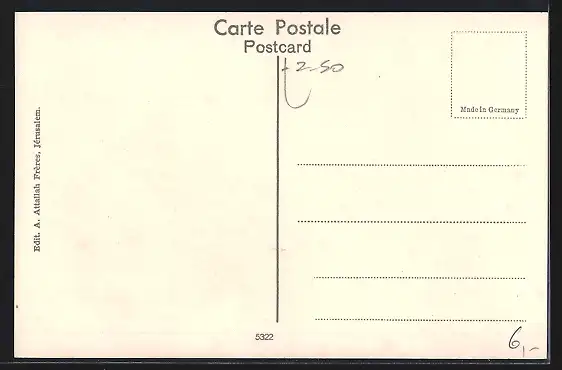 Carte Postale
Postcard
2-50
Made in Germany
Edit. A. Attallah Frères, Jérusalem.
5322
6,-